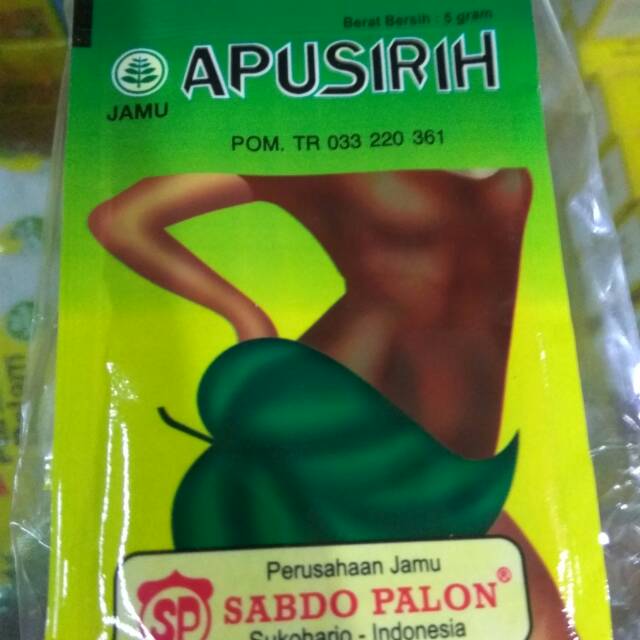 Berat Bersih : 5 gram
APUSIRIH
JAMU
POM. TR 033 220 361
Perusahaan Jamu
SP SABDO PALON®
Sukoharjo - Indonesia